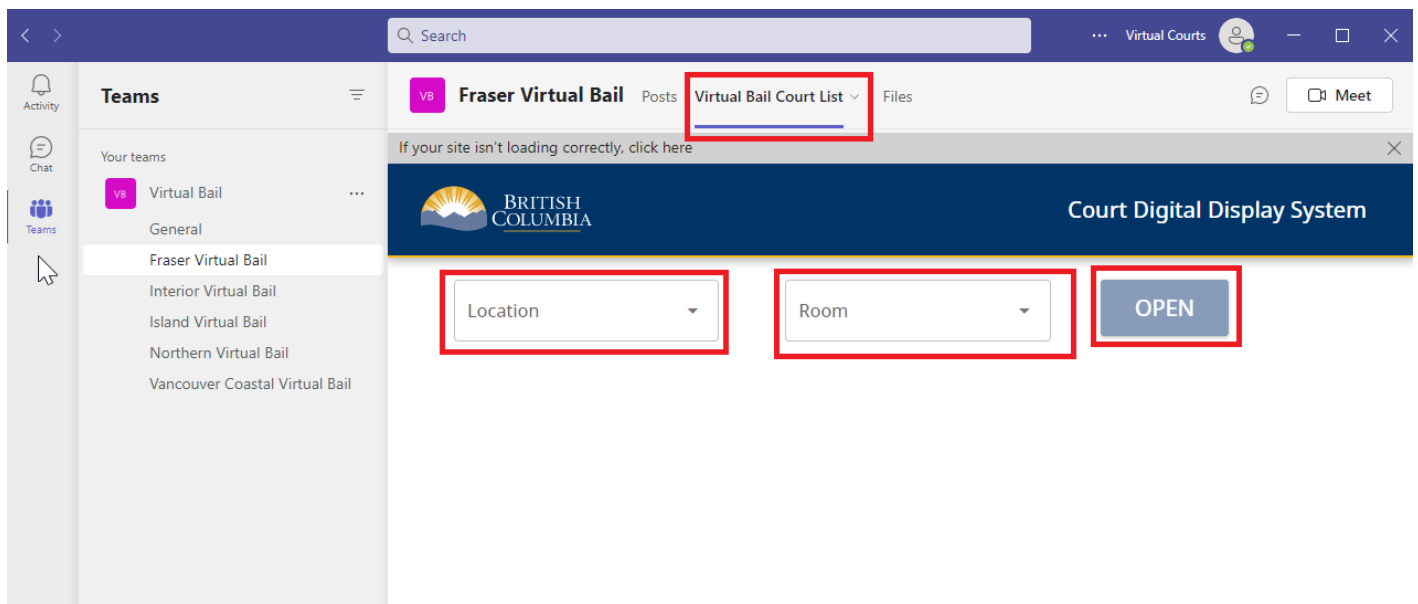 Search
Virtual Courts
Activity
Chat
Teams
Teams
Your teams
VB Virtual Bail
General
Fraser Virtual Bail
Interior Virtual Bail
Island Virtual Bail
Northern Virtual Bail
Vancouver Coastal Virtual Bail
VB Fraser Virtual Bail Posts Virtual Bail Court List Files Meet
If your site isn't loading correctly, click here
BRITISH
COLUMBIA
Court Digital Display System
Location Room OPEN